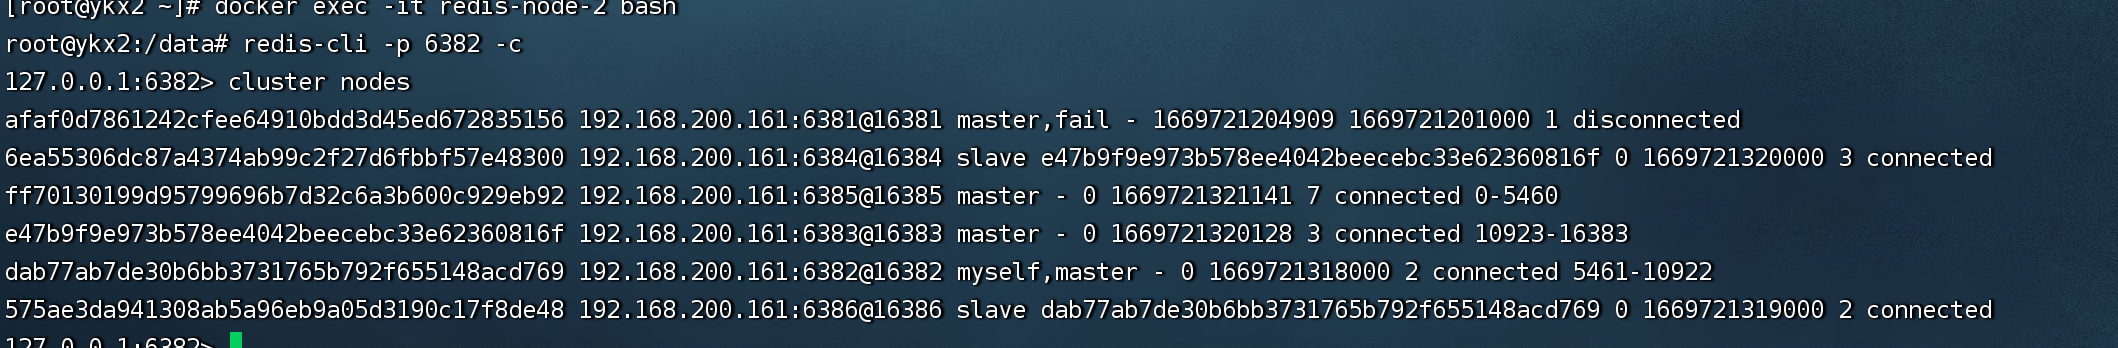 [root@ykx2 ~]# docker exec -it redis-node-2 bash
root@ykx2:/data# redis-cli -p 6382 -c
127.0.0.1:6382> cluster nodes
afaf0d7861242cfee64910bdd3d45ed672835156 192.168.200.161:6381@16381 master,fail - 1669721204909 1669721201000 1 disconnected
6ea55306dc87a4374ab99c2f27d6fbbf57e48300 192.168.200.161:6384@16384 slave e47b9f9e973b578ee4042beecebc33e62360816f 0 1669721320000 3 connected
ff70130199d95799696b7d32c6a3b600c929eb92 192.168.200.161:6385@16385 master - 0 1669721321141 7 connected 0-5460
e47b9f9e973b578ee4042beecebc33e62360816f 192.168.200.161:6383@16383 master - 0 1669721320128 3 connected 10923-16383
dab77ab7de30b6bb3731765b792f655148acd769 192.168.200.161:6382@16382 myself,master - 0 1669721318000 2 connected 5461-10922
575ae3da941308ab5a96eb9a05d3190c17f8de48 192.168.200.161:6386@16386 slave dab77ab7de30b6bb3731765b792f655148acd769 0 1669721319000 2 connected
127.0.0.1:6382>